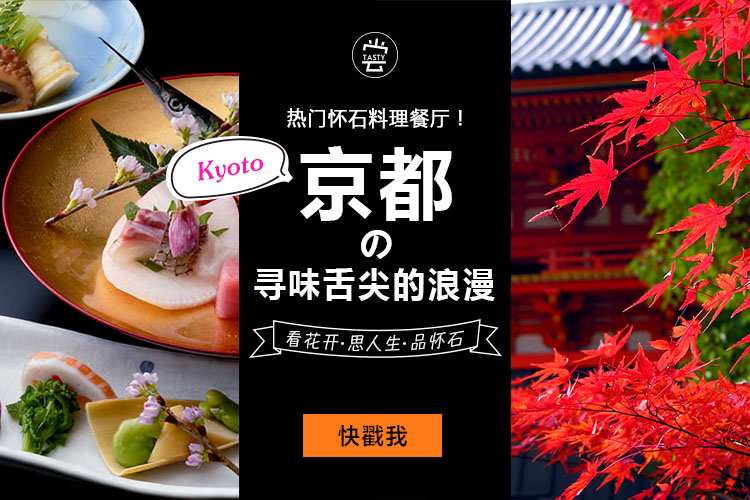 尝
TASTY
热门怀石料理餐厅！
Kyoto
京都
の
寻味舌尖的浪漫
看花开·思人生·品怀石
快戳我